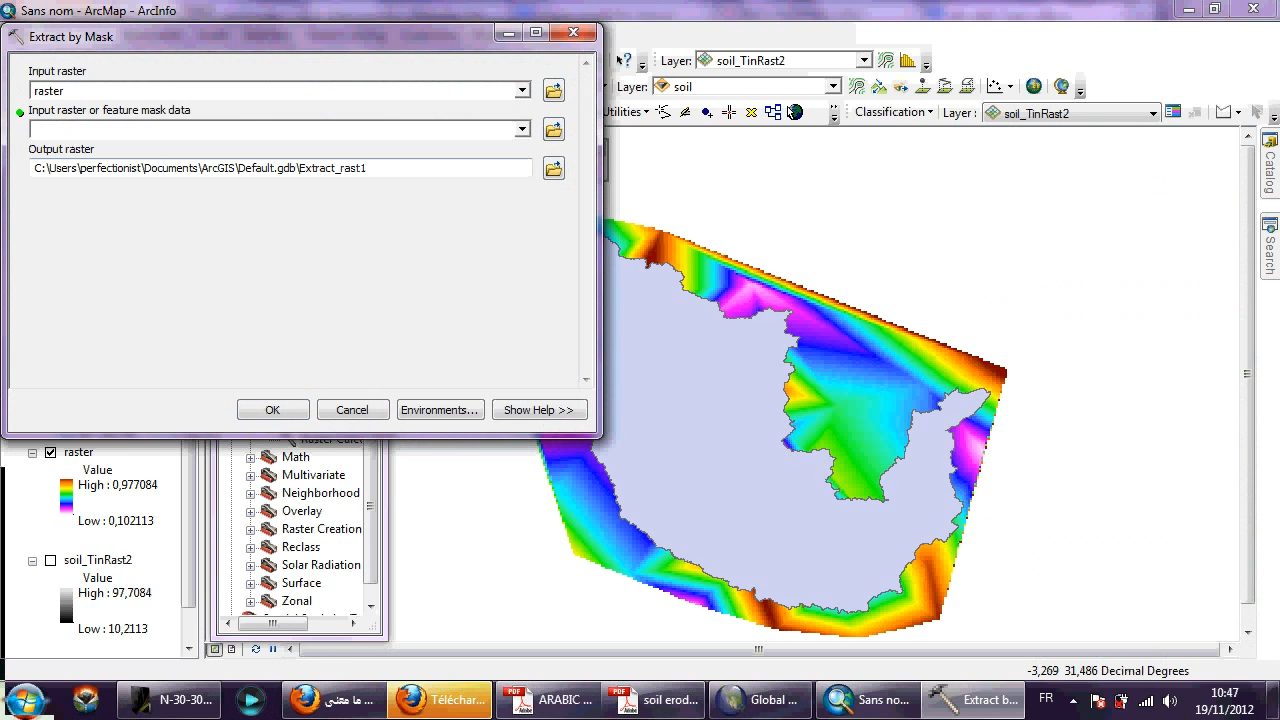 Sans nom - ArcMap - ArcInfo
Extract by Mask
Input raster
raster
Input raster or feature mask data
Output raster
C:\Users\perfectionist\Documents\ArcGIS\Default.gdb\Extract_rast1
OK
Cancel
Environments...
Show Help >>
Layer: soil_TinRast2
Layer: soil
Utilities
Classification
Layer : soil_TinRast2
Catalog
Search
raster
Value
High : 0,977084
Low : 0,102113
soil_TinRast2
Value
High : 97,7084
Low : 10,2113
Math
Multivariate
Neighborhood
Overlay
Raster Creation
Reclass
Solar Radiation
Surface
Zonal
-3,269 31,486 Decimal Degrees
N-30-30...
ما معنى...
Téléchar...
ARABIC ...
soil erod...
Global ...
Sans no...
Extract b...
FR
10:47
19/11/2012